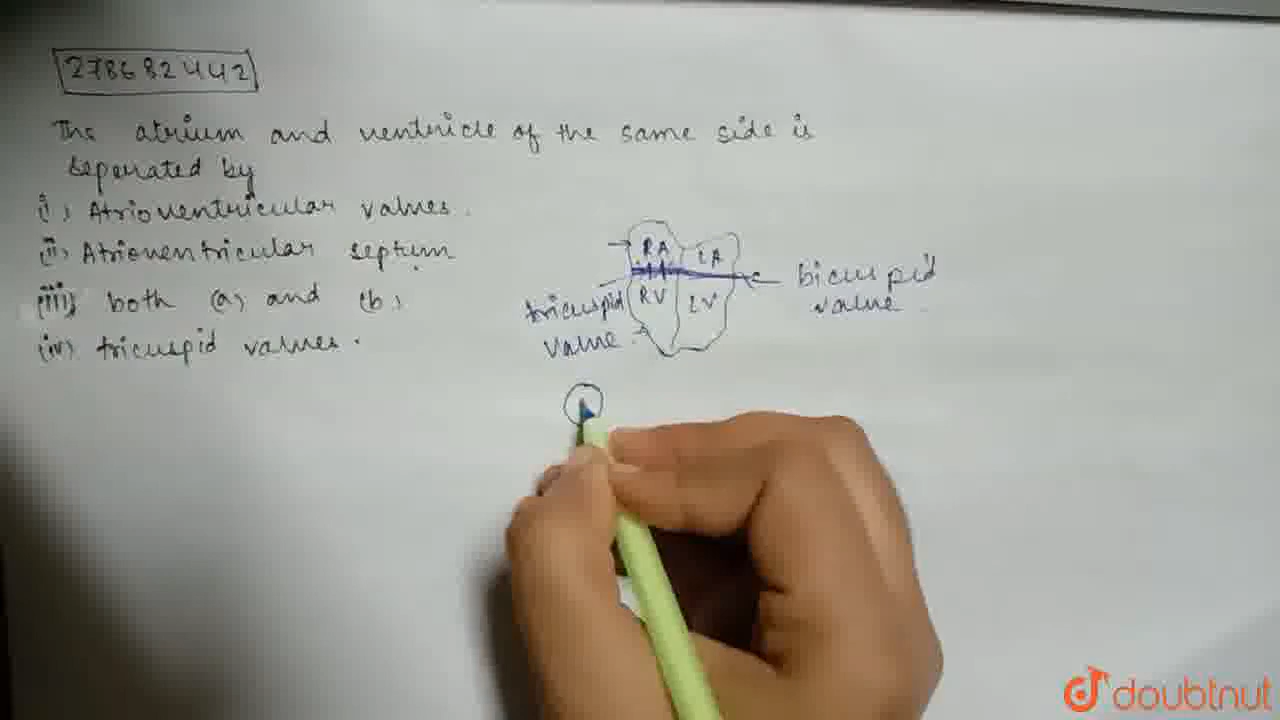 278682442
The atrium and ventricle of the same side is
seperated by
(i) Atrioventricular values.
(ii) Atrioventricular septum
(iii) both (a) and (b)
(iv) tricuspid values.
RA LA
RV LV
tricuspid
value.
bicuspid
value
doubtnut